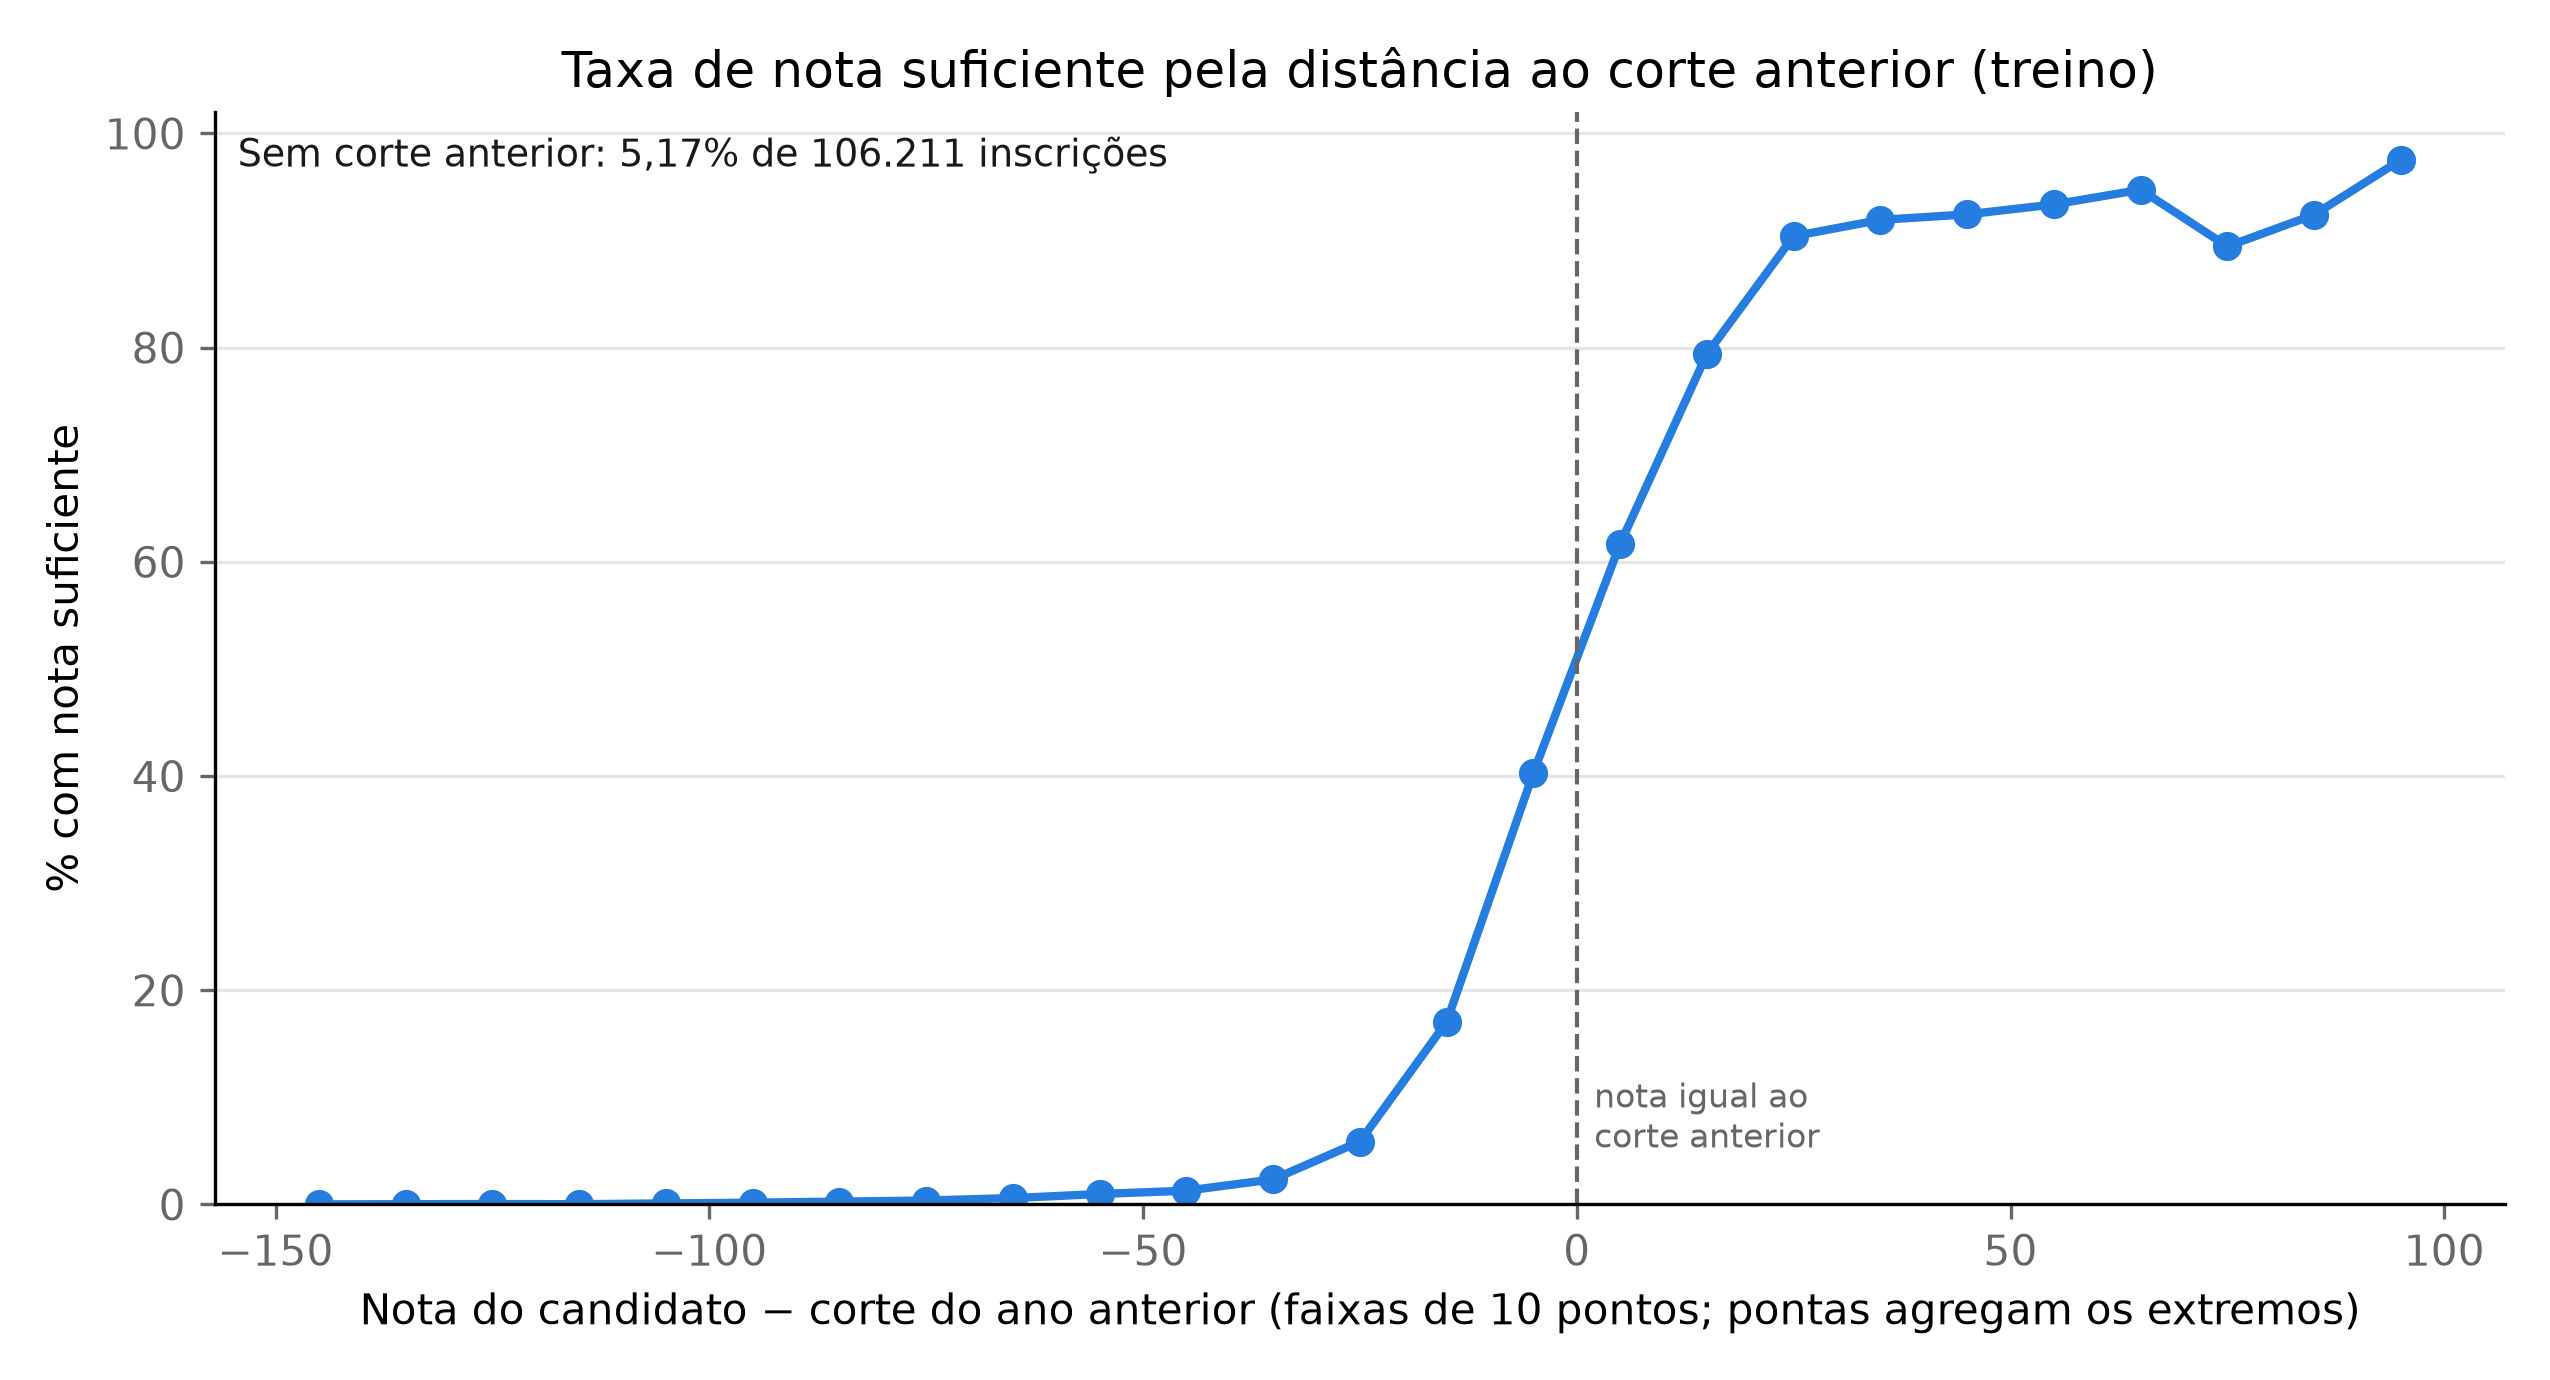 Taxa de nota suficiente pela distância ao corte anterior (treino)
Sem corte anterior: 5,17% de 106.211 inscrições
% com nota suficiente
100
80
60
40
20
0
nota igual ao
corte anterior
−150
−100
−50
0
50
100
Nota do candidato − corte do ano anterior (faixas de 10 pontos; pontas agregam os extremos)